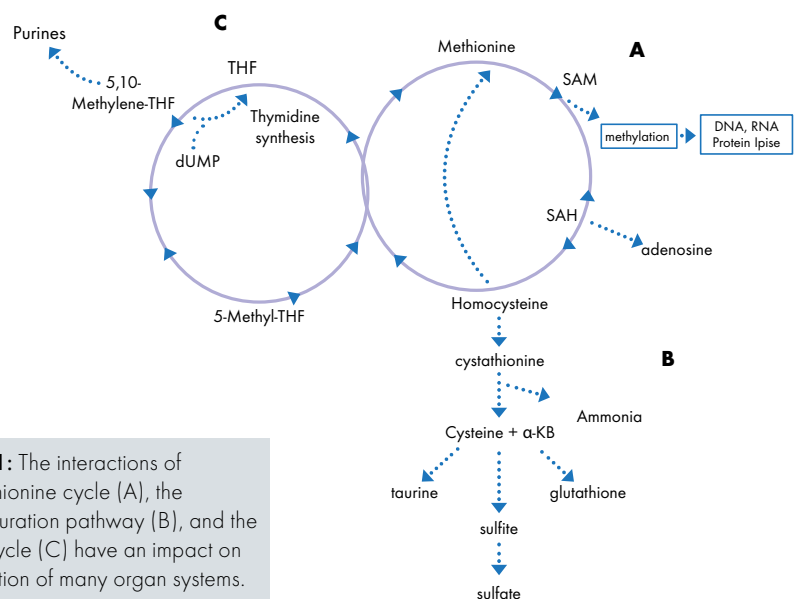 C
Purines
THF
5,10-
Methylene-THF
Thymidine
synthesis
dUMP
5-Methyl-THF
Methionine
A
SAM
methylation
DNA, RNA
Protein lpise
SAH
adenosine
Homocysteine
B
cystathionine
Ammonia
Cysteine + α-KB
taurine
glutathione
sulfite
sulfate
1: The interactions of
hionine cycle (A), the
uration pathway (B), and the
ycle (C) have an impact on
tion of many organ systems.